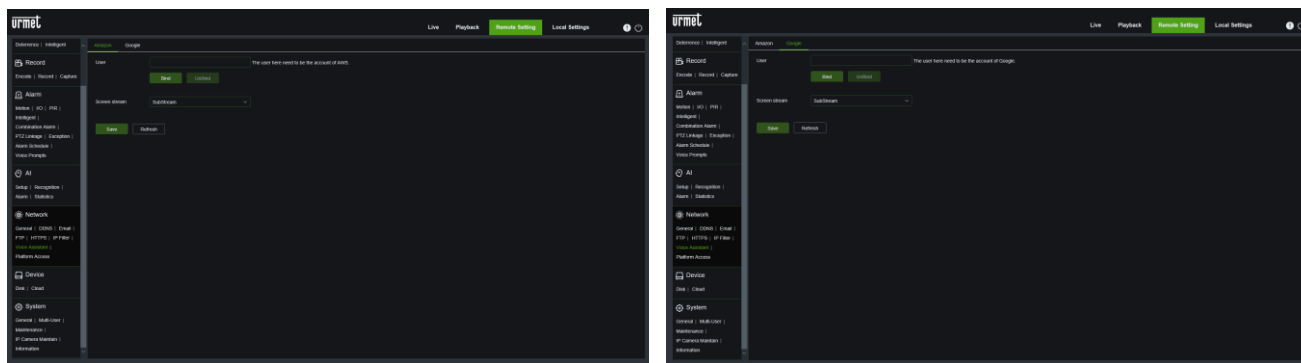 urmet
Live Playback Remote Setting Local Settings
Deterrence | Intelligent
Amazon Google
Record
Encode | Record | Capture
Alarm
Motion | I/O | PIR |
Intelligent |
Combination Alarm |
PTZ Linkage | Exception |
Alarm Schedule |
Voice Prompts
AI
Setup | Recognition |
Alarm | Statistics
Network
General | DDNS | Email |
FTP | HTTPS | IP Filter |
Voice Assistant |
Platform Access
Device
Disk | Cloud
System
General | Multi-User |
Maintenance |
IP Camera Maintain |
Information
User The user here need to be the account of AWS.
Bind Unbind
Screen stream SubStream
Save Refresh
urmet
Live Playback Remote Setting Local Settings
Deterrence | Intelligent
Amazon Google
Record
Encode | Record | Capture
Alarm
Motion | I/O | PIR |
Intelligent |
Combination Alarm |
PTZ Linkage | Exception |
Alarm Schedule |
Voice Prompts
AI
Setup | Recognition |
Alarm | Statistics
Network
General | DDNS | Email |
FTP | HTTPS | IP Filter |
Voice Assistant |
Platform Access
Device
Disk | Cloud
System
General | Multi-User |
Maintenance |
IP Camera Maintain |
Information
User The user here need to be the account of Google.
Bind Unbind
Screen stream SubStream
Save Refresh